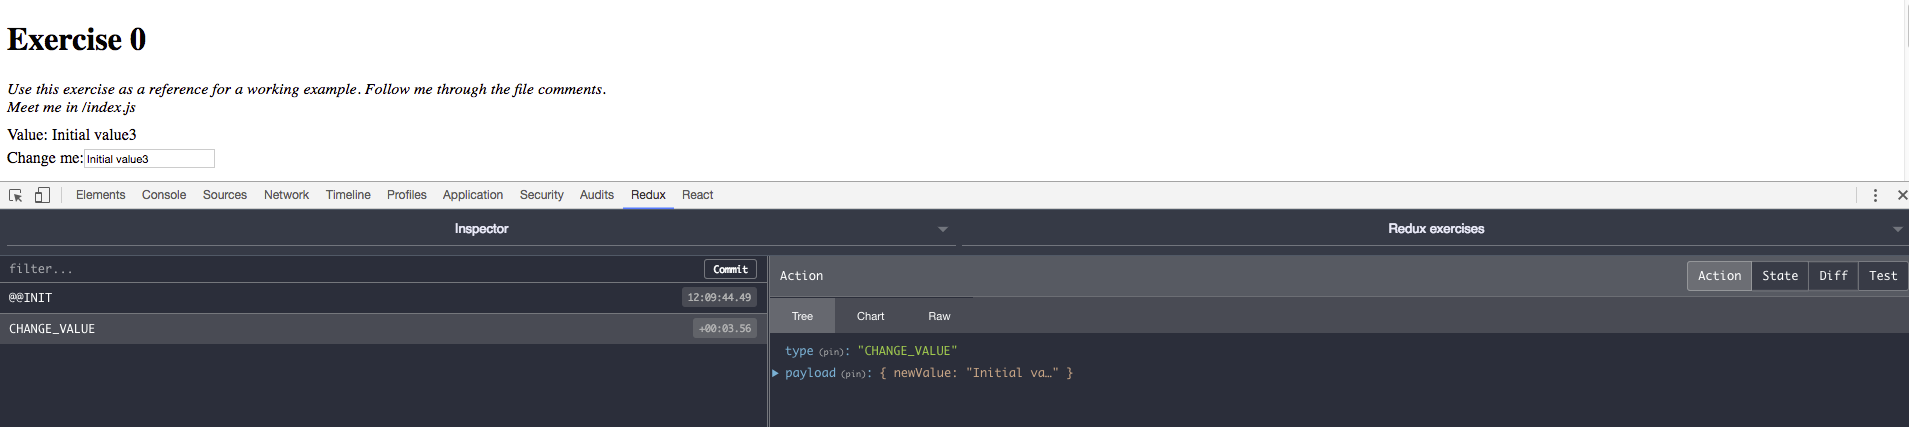 Exercise 0
Use this exercise as a reference for a working example. Follow me through the file comments.
Meet me in /index.js
Value: Initial value3
Change me: Initial value3
Elements Console Sources Network Timeline Profiles Application Security Audits Redux React
Inspector Redux exercises
filter... Commit
Action Action State Diff Test
@@INIT 12:09:44.49
Tree Chart Raw
CHANGE_VALUE +00:03.56
type (pin): "CHANGE_VALUE"
payload (pin): { newValue: "Initial va…" }